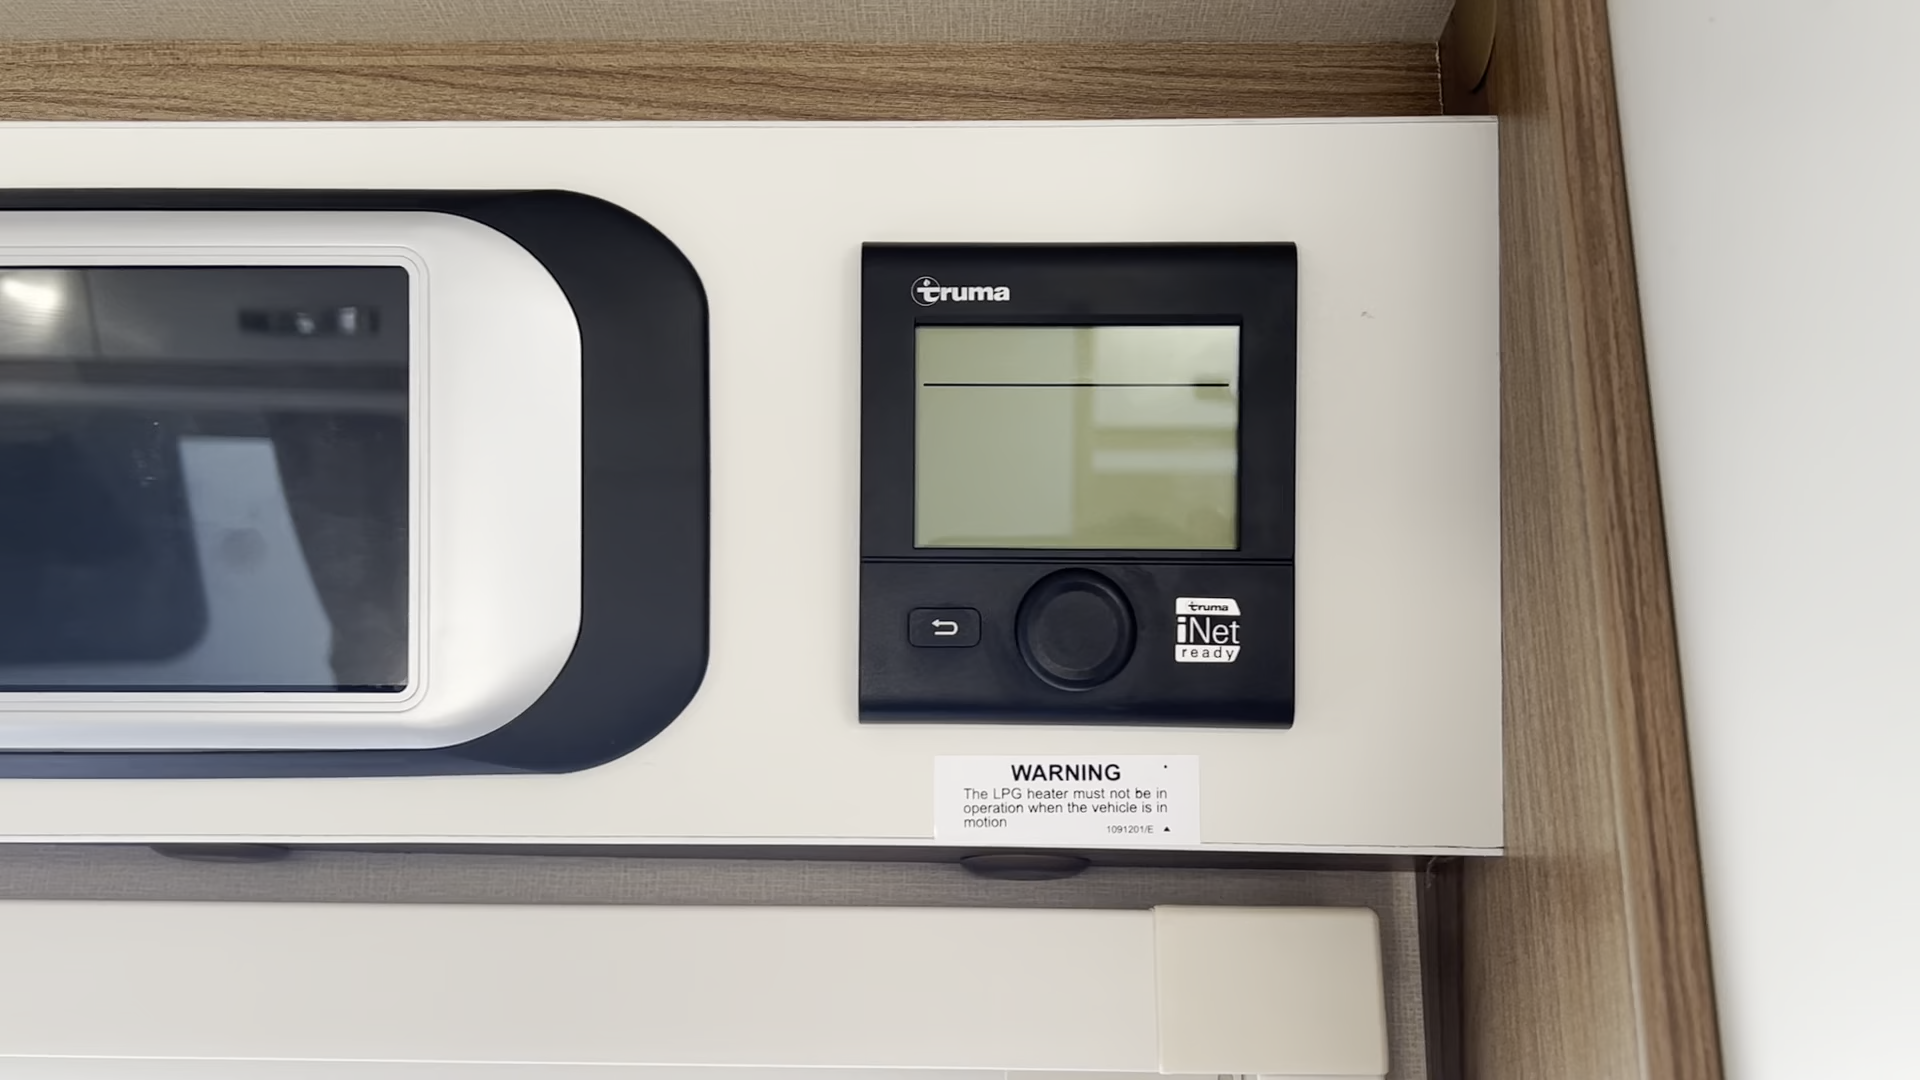 truma
truma
iNet
ready
WARNING
The LPG heater must not be in
operation when the vehicle is in
motion
1091201/E ▲